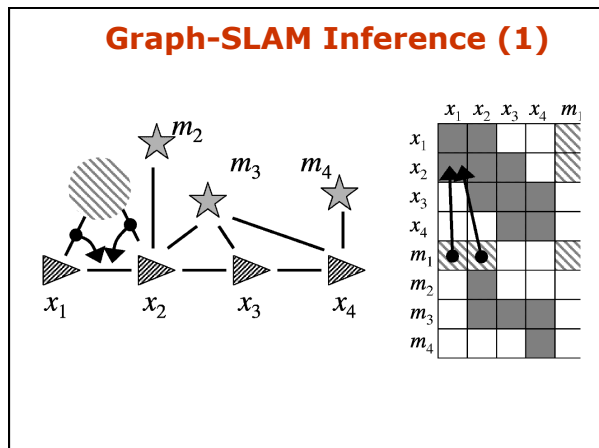 Graph-SLAM Inference (1)
m2
m3
m4
x1
x2
x3
x4
x1 x2 x3 x4 m1
x1
x2
x3
x4
m1
m2
m3
m4